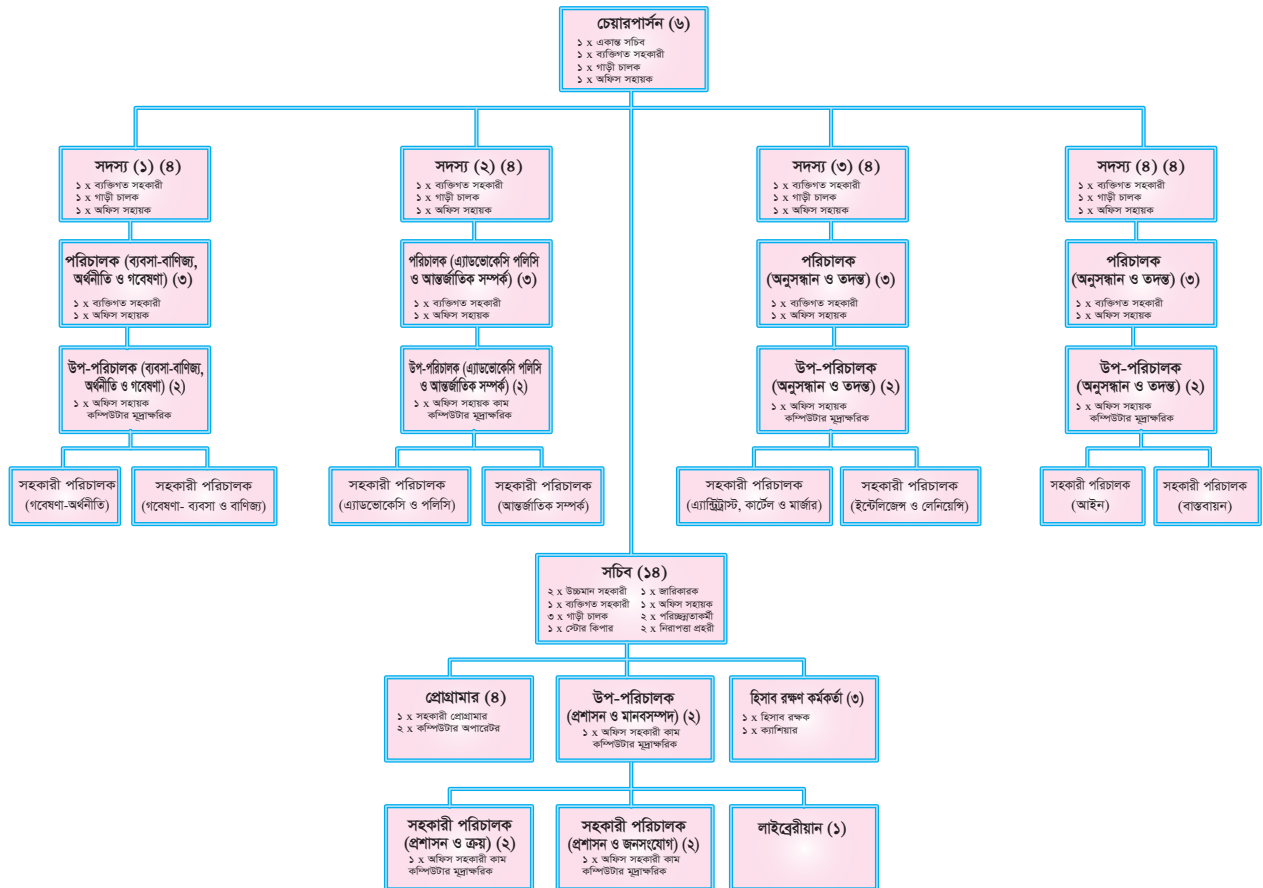 চেয়ারপার্সন (৬)
১ x একান্ত সচিব
১ x ব্যক্তিগত সহকারী
১ x গাড়ী চালক
১ x অফিস সহায়ক
সদস্য (১) (৪)
১ x ব্যক্তিগত সহকারী
১ x গাড়ী চালক
১ x অফিস সহায়ক
সদস্য (২) (৪)
১ x ব্যক্তিগত সহকারী
১ x গাড়ী চালক
১ x অফিস সহায়ক
সদস্য (৩) (৪)
১ x ব্যক্তিগত সহকারী
১ x গাড়ী চালক
১ x অফিস সহায়ক
সদস্য (৪) (৪)
১ x ব্যক্তিগত সহকারী
১ x গাড়ী চালক
১ x অফিস সহায়ক
পরিচালক (ব্যবসা-বাণিজ্য,
অর্থনীতি ও গবেষণা) (৩)
১ x ব্যক্তিগত সহকারী
১ x অফিস সহায়ক
পরিচালক (এ্যাডভোকেসি পলিসি
ও আন্তর্জাতিক সম্পর্ক) (৩)
১ x ব্যক্তিগত সহকারী
১ x অফিস সহায়ক
পরিচালক
(অনুসন্ধান ও তদন্ত) (৩)
১ x ব্যক্তিগত সহকারী
১ x অফিস সহায়ক
পরিচালক
(অনুসন্ধান ও তদন্ত) (৩)
১ x ব্যক্তিগত সহকারী
১ x অফিস সহায়ক
উপ-পরিচালক (ব্যবসা-বাণিজ্য,
অর্থনীতি ও গবেষণা) (২)
১ x অফিস সহায়ক
কম্পিউটার মূদ্রাক্ষরিক
উপ-পরিচালক (এ্যাডভোকেসি পলিসি
ও আন্তর্জাতিক সম্পর্ক) (২)
১ x অফিস সহায়ক কাম
কম্পিউটার মূদ্রাক্ষরিক
উপ-পরিচালক
(অনুসন্ধান ও তদন্ত) (২)
১ x অফিস সহায়ক
কম্পিউটার মূদ্রাক্ষরিক
উপ-পরিচালক
(অনুসন্ধান ও তদন্ত) (২)
১ x অফিস সহায়ক
কম্পিউটার মূদ্রাক্ষরিক
সহকারী পরিচালক
(গবেষণা-অর্থনীতি)
সহকারী পরিচালক
(গবেষণা- ব্যবসা ও বাণিজ্য)
সহকারী পরিচালক
(এ্যাডভোকেসি ও পলিসি)
সহকারী পরিচালক
(আন্তর্জাতিক সম্পর্ক)
সহকারী পরিচালক
(এ্যান্ট্রিট্রাস্ট, কার্টেল ও মার্জার)
সহকারী পরিচালক
(ইন্টেলিজেন্স ও লেনিয়েন্সি)
সহকারী পরিচালক
(আইন)
সহকারী পরিচালক
(বাস্তবায়ন)
সচিব (১৪)
২ x উচ্চমান সহকারী ১ x জারিকারক
১ x ব্যক্তিগত সহকারী ১ x অফিস সহায়ক
৩ x গাড়ী চালক ২ x পরিচ্ছন্নতাকর্মী
১ x স্টোর কিপার ২ x নিরাপত্তা প্রহরী
প্রোগ্রামার (৪)
১ x সহকারী প্রোগ্রামার
২ x কম্পিউটার অপারেটর
উপ-পরিচালক
(প্রশাসন ও মানবসম্পদ) (২)
১ x অফিস সহকারী কাম
কম্পিউটার মূদ্রাক্ষরিক
হিসাব রক্ষণ কর্মকর্তা (৩)
১ x হিসাব রক্ষক
১ x ক্যাশিয়ার
সহকারী পরিচালক
(প্রশাসন ও ক্রয়) (২)
১ x অফিস সহকারী কাম
কম্পিউটার মূদ্রাক্ষরিক
সহকারী পরিচালক
(প্রশাসন ও জনসংযোগ) (২)
১ x অফিস সহকারী কাম
কম্পিউটার মূদ্রাক্ষরিক
লাইব্রেরীয়ান (১)